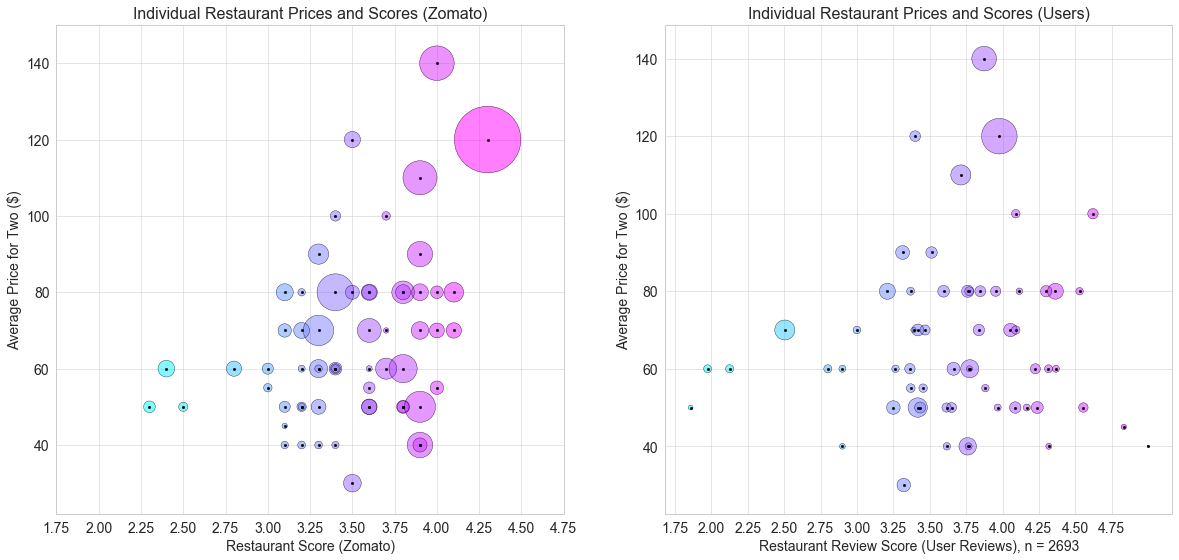 Individual Restaurant Prices and Scores (Zomato)
Average Price for Two ($)
140
120
100
80
60
40
1.75 2.00 2.25 2.50 2.75 3.00 3.25 3.50 3.75 4.00 4.25 4.50 4.75
Restaurant Score (Zomato)
Individual Restaurant Prices and Scores (Users)
Average Price for Two ($)
140
120
100
80
60
40
1.75 2.00 2.25 2.50 2.75 3.00 3.25 3.50 3.75 4.00 4.25 4.50 4.75
Restaurant Review Score (User Reviews), n = 2693